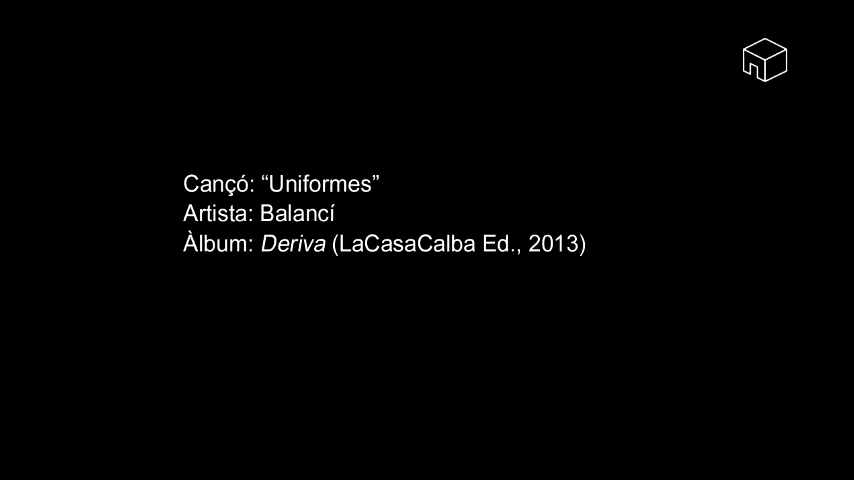 Cançó: “Uniformes”
Artista: Balancí
Àlbum: Deriva (LaCasaCalba Ed., 2013)